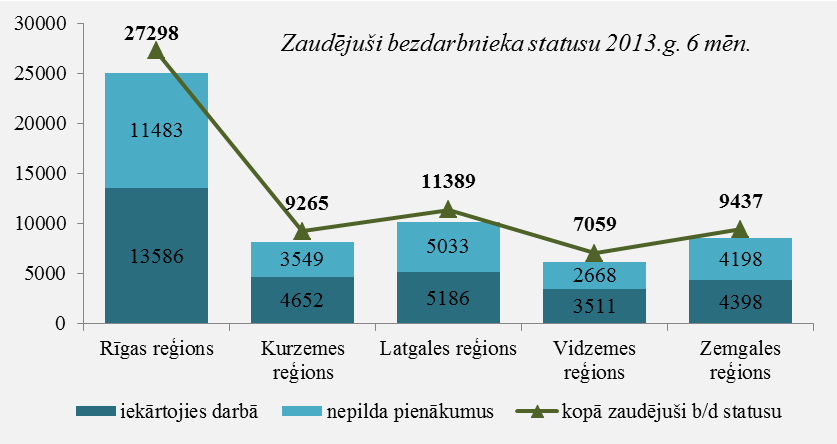 Zaudējuši bezdarbnieka statusu 2013.g. 6 mēn.
30000
25000
20000
15000
10000
5000
0
27298
9265
11389
7059
9437
11483
3549
5033
2668
4198
13586
4652
5186
3511
4398
Rīgas reģions
Kurzemes reģions
Latgales reģions
Vidzemes reģions
Zemgales reģions
iekārtojies darbā
nepilda pienākumus
kopā zaudējuši b/d statusu